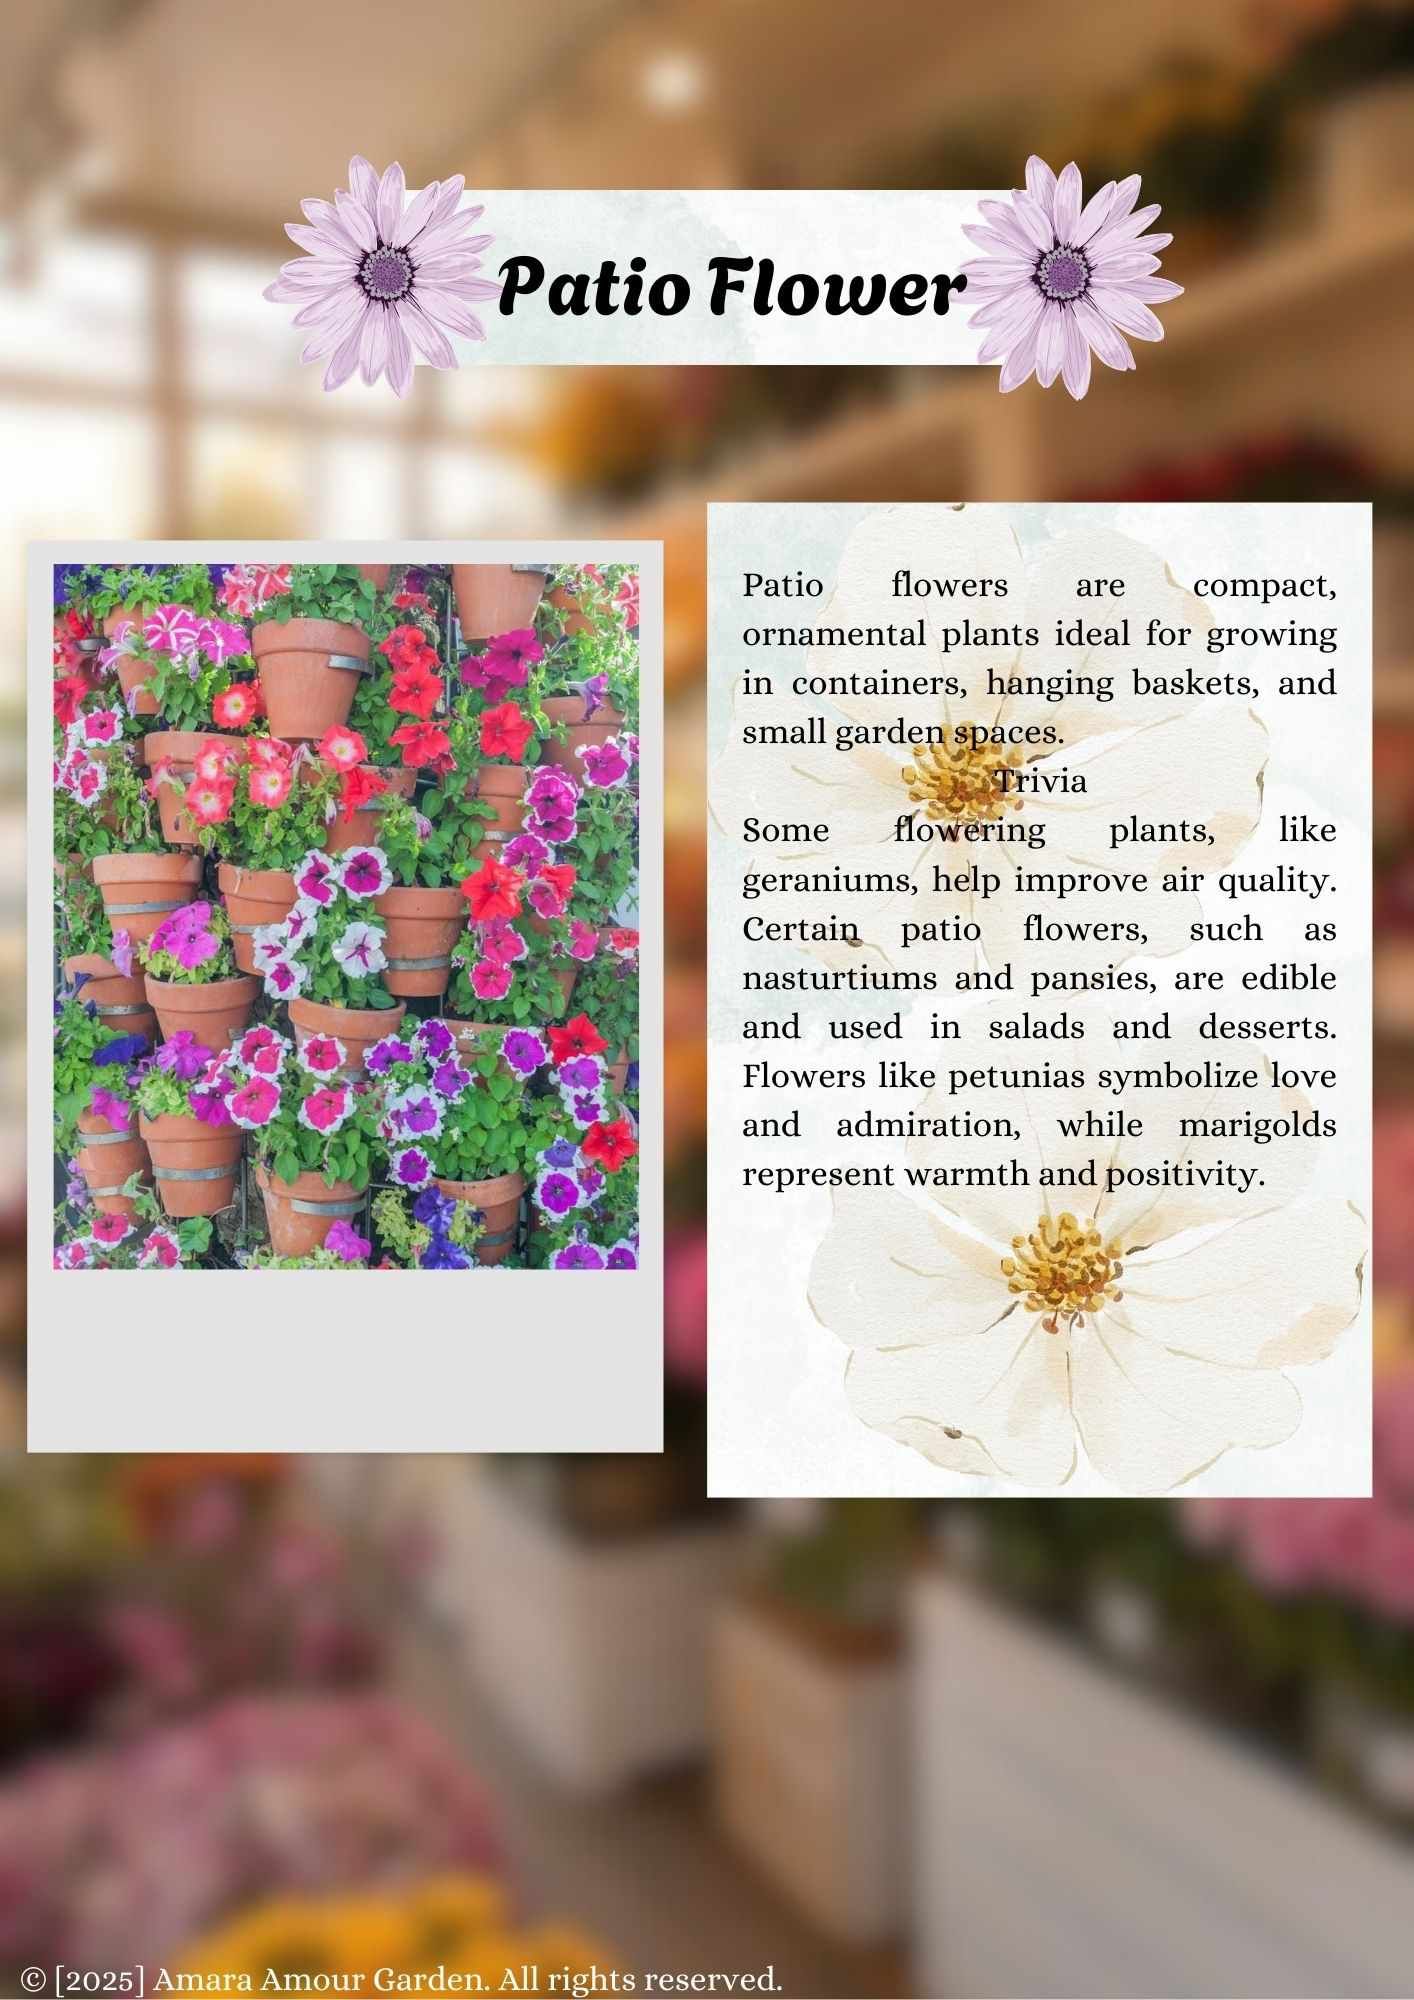 Patio Flower
Patio flowers are compact,
ornamental plants ideal for growing
in containers, hanging baskets, and
small garden spaces.
Trivia
Some flowering plants, like
geraniums, help improve air quality.
Certain patio flowers, such as
nasturtiums and pansies, are edible
and used in salads and desserts.
Flowers like petunias symbolize love
and admiration, while marigolds
represent warmth and positivity.
© [2025] Amara Amour Garden. All rights reserved.